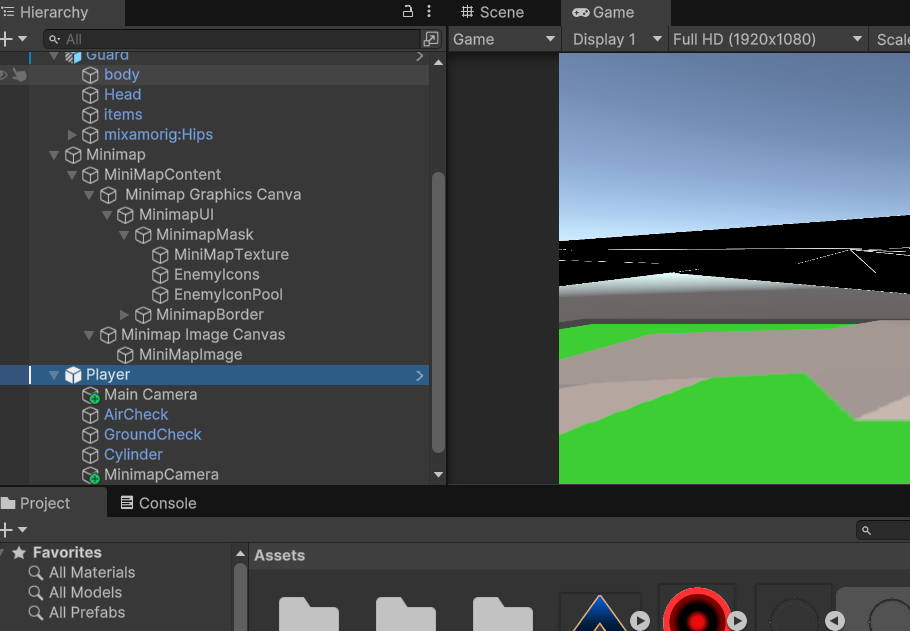 Hierarchy
All
Guard
body
Head
items
mixamorig:Hips
Minimap
MiniMapContent
Minimap Graphics Canva
MinimapUI
MinimapMask
MiniMapTexture
EnemyIcons
EnemyIconPool
MinimapBorder
Minimap Image Canvas
MiniMapImage
Player
Main Camera
AirCheck
GroundCheck
Cylinder
MinimapCamera
Scene Game
Game Display 1 Full HD (1920x1080) Scale
Project Console
Favorites
All Materials
All Models
All Prefabs
Assets